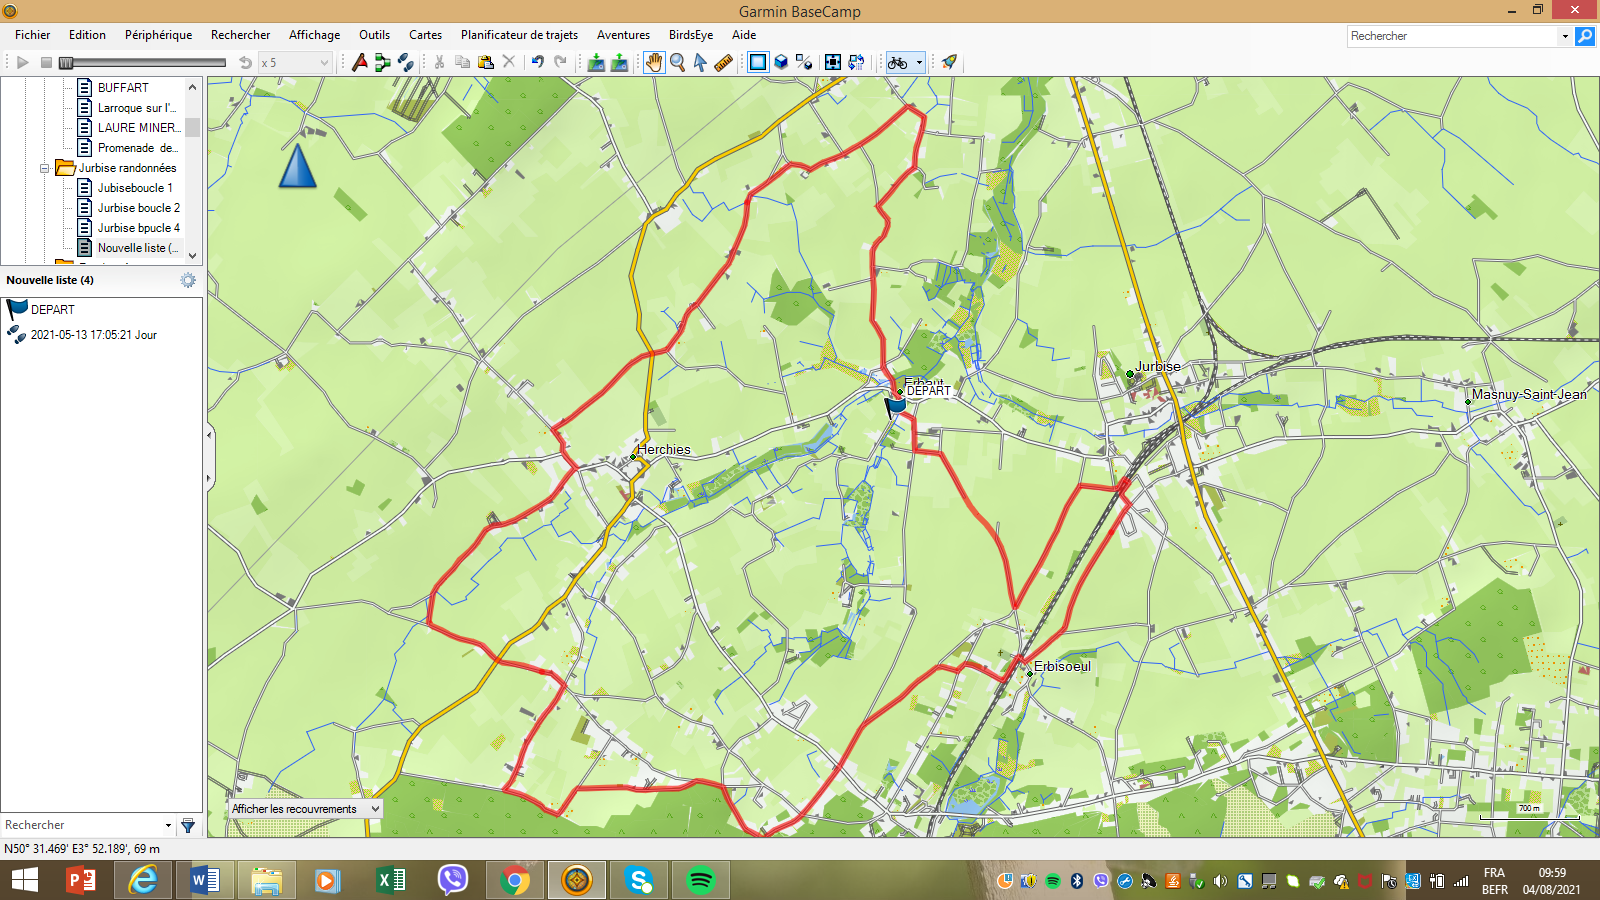 Garmin BaseCamp
Fichier Edition Périphérique Rechercher Affichage Outils Cartes Planificateur de trajets Aventures BirdsEye Aide
Rechercher
x 5
BUFFART
Larroque sur l'...
LAURE MINER...
Promenade de...
Jurbise randonnées
Jubiseboucle 1
Jurbise boucle 2
Jurbise bpucle 4
Nouvelle liste (...
Nouvelle liste (4)
DEPART
2021-05-13 17:05:21 Jour
Jurbise
Erbaut
DEPART
Masnuy-Saint-Jean
Herchies
Erbisoeul
Afficher les recouvrements
700 m
Rechercher
N50° 31.469' E3° 52.189', 69 m
FRA
BEFR
09:59
04/08/2021